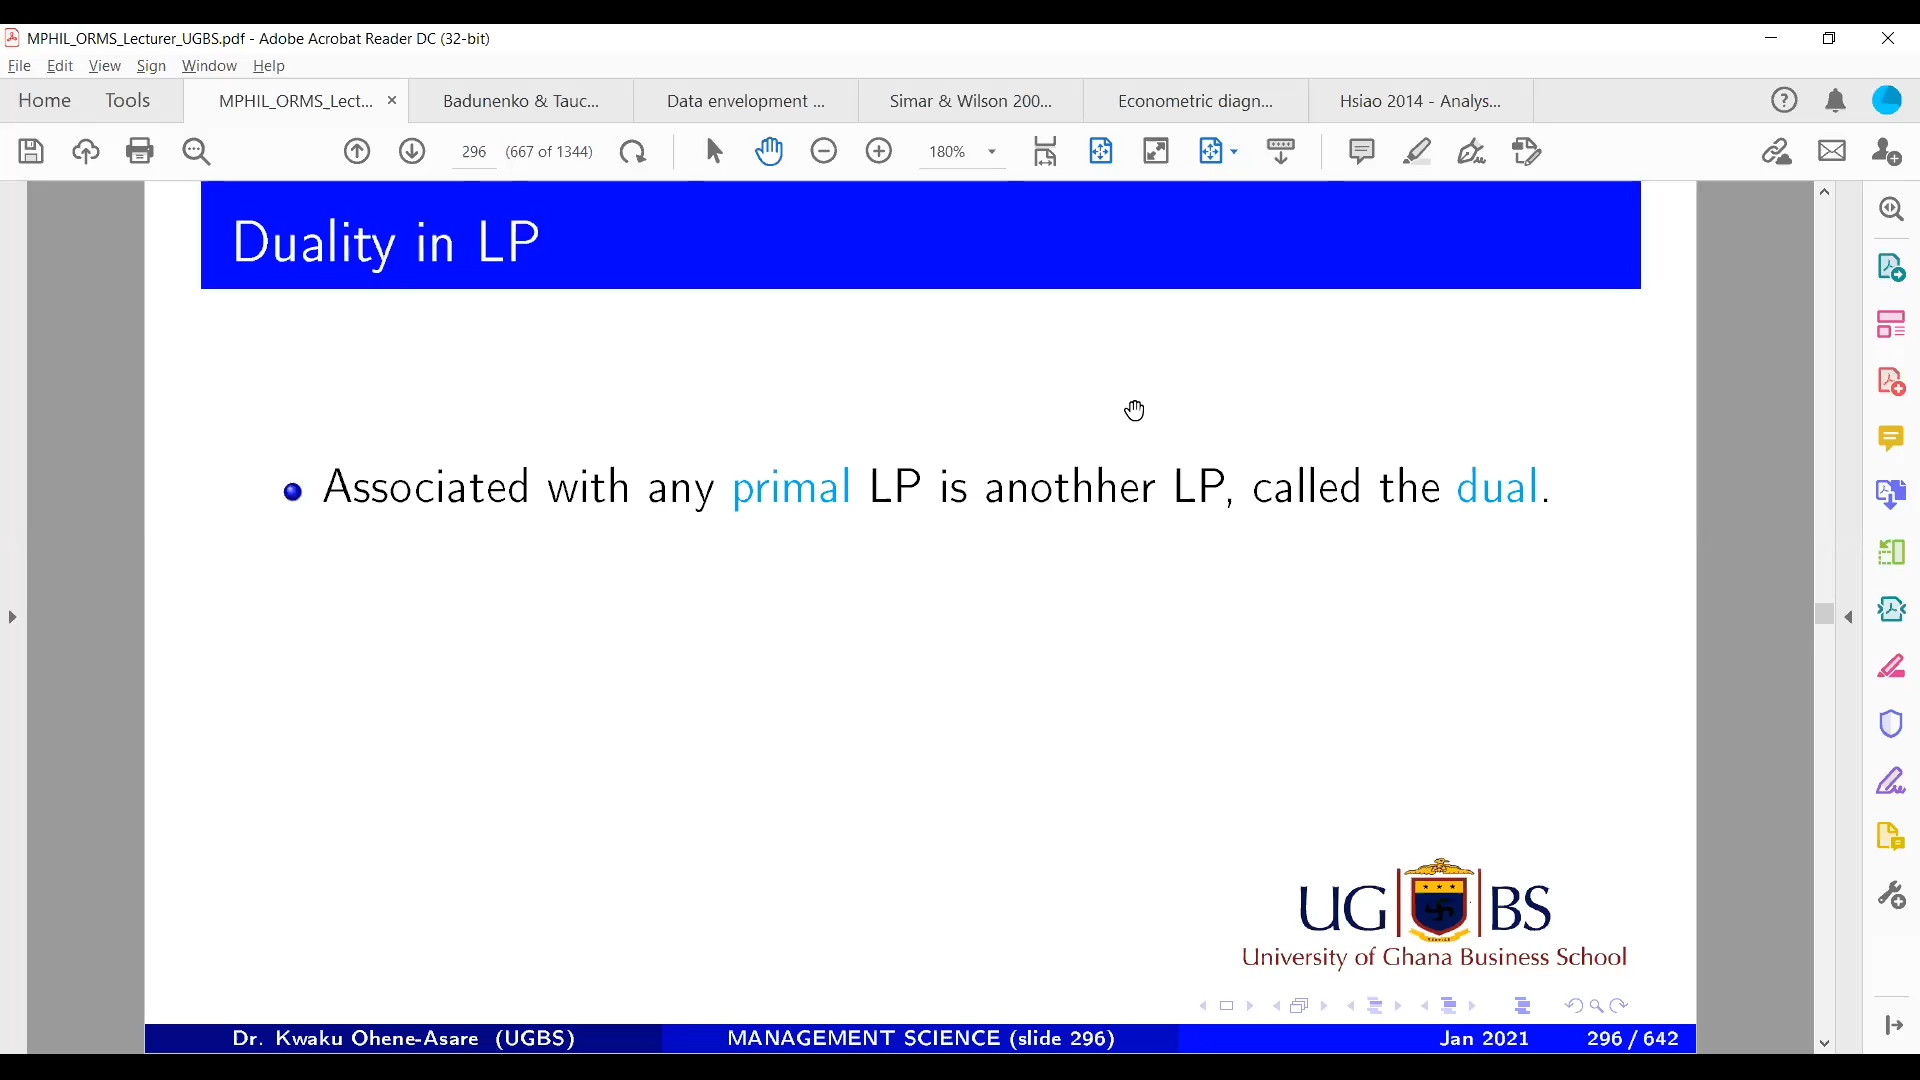 MPHIL_ORMS_Lecturer_UGBS.pdf - Adobe Acrobat Reader DC (32-bit)
File Edit View Sign Window Help
Home Tools MPHIL_ORMS_Lect... Badunenko & Tauc... Data envelopment ... Simar & Wilson 200... Econometric diagn... Hsiao 2014 - Analys...
296 (667 of 1344) 180%
Duality in LP
Associated with any primal LP is anothher LP, called the dual.
UG BS
University of Ghana Business School
Dr. Kwaku Ohene-Asare (UGBS) MANAGEMENT SCIENCE (slide 296) Jan 2021 296 / 642